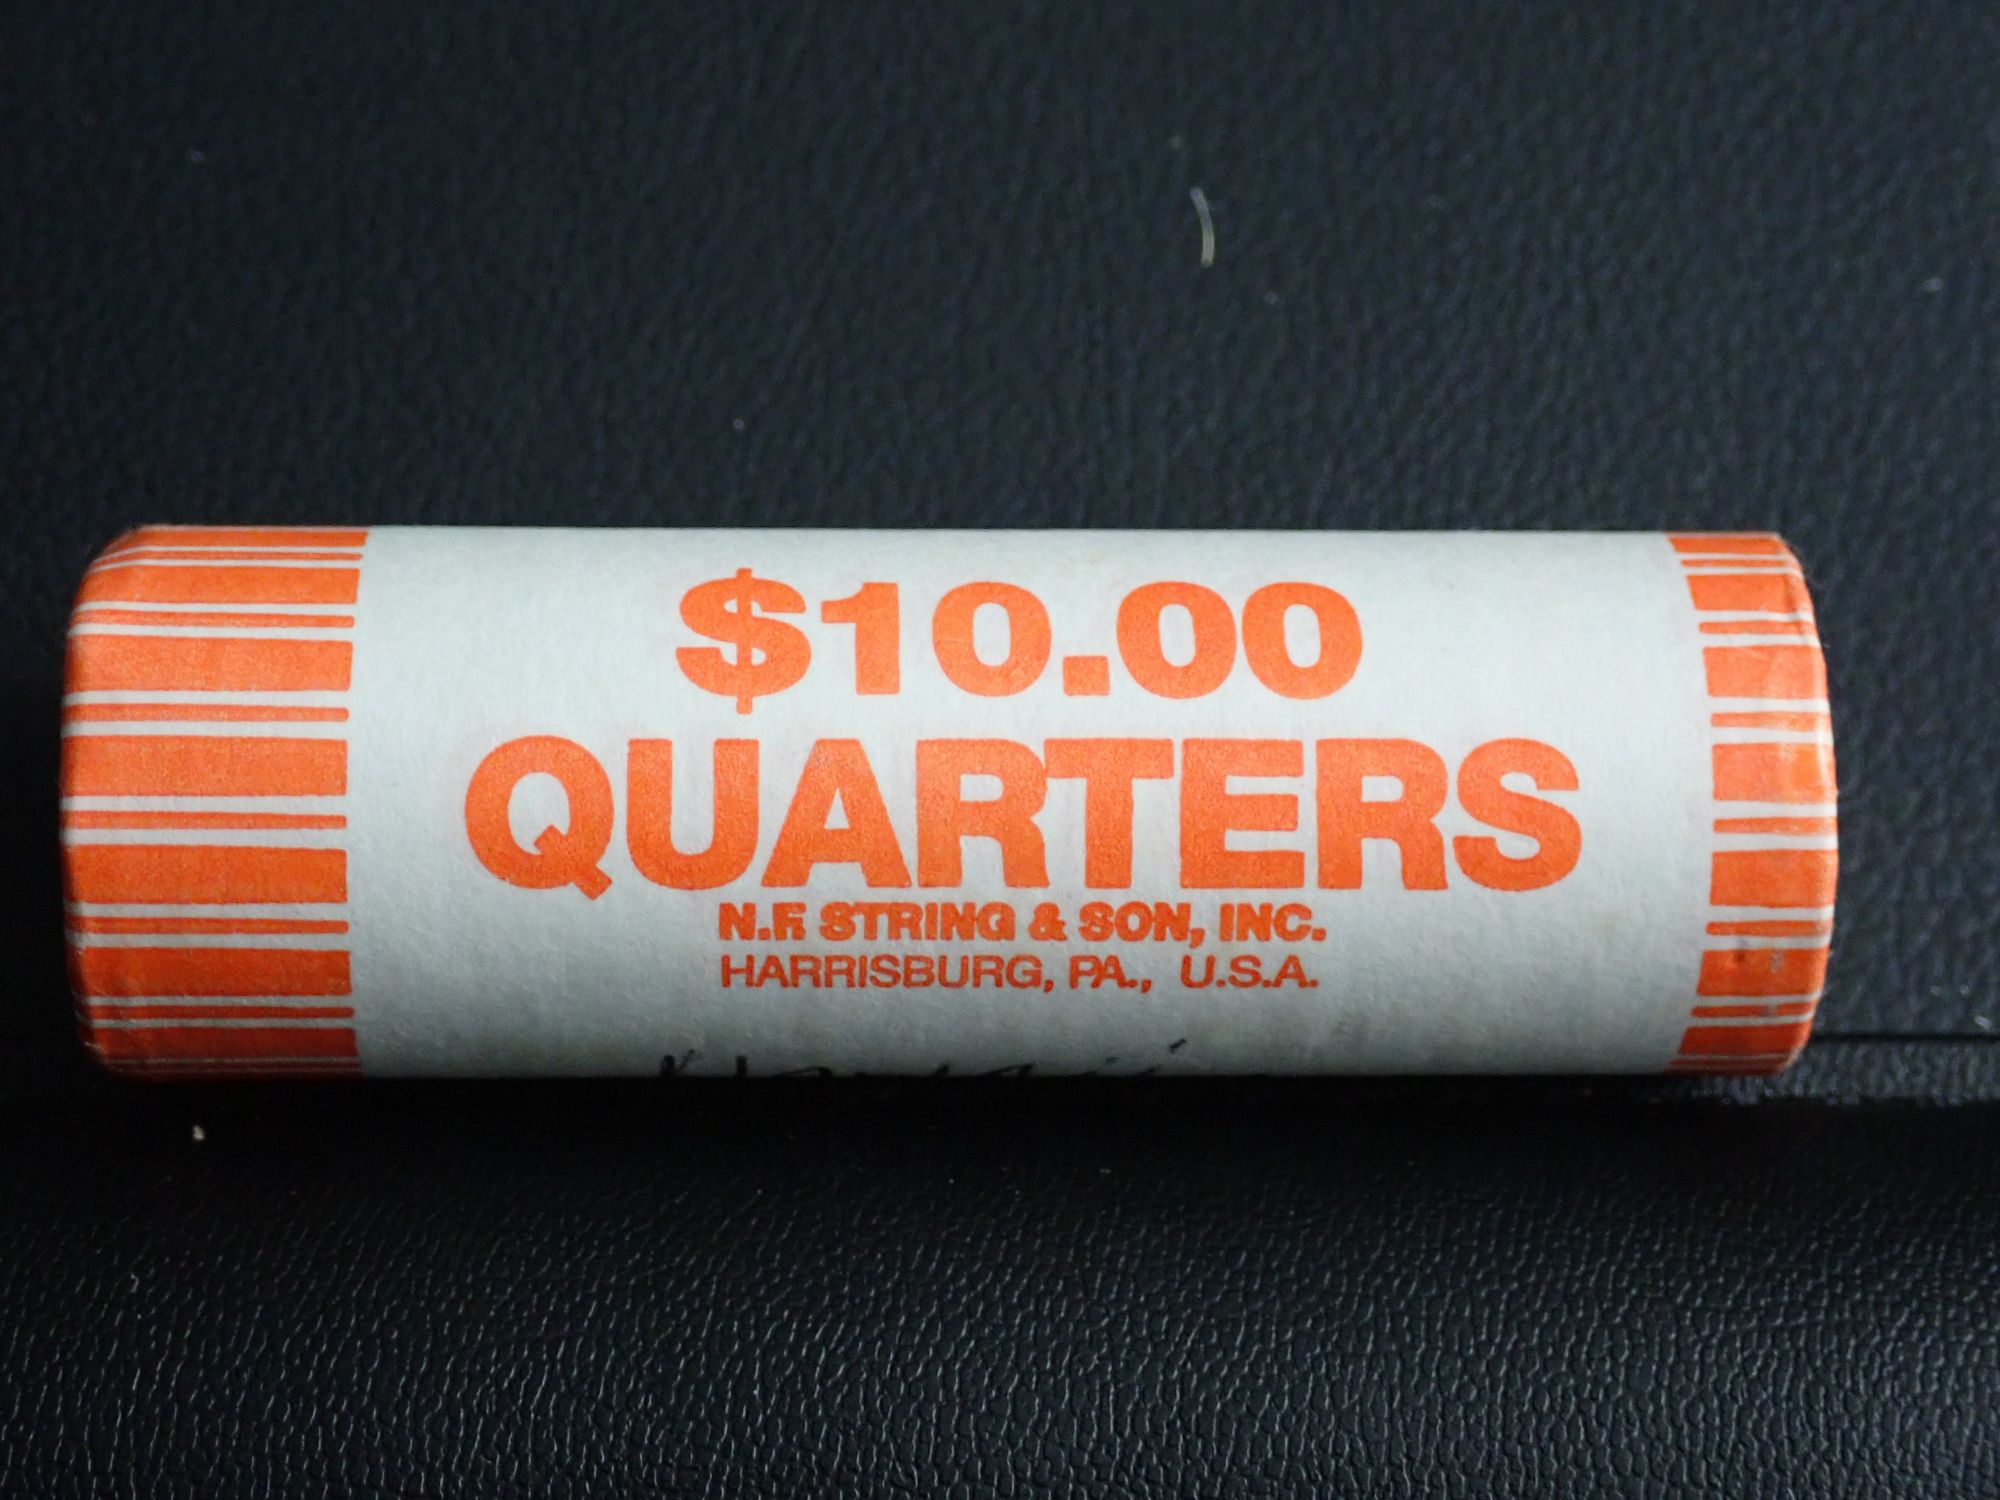 $10.00
QUARTERS
N.F. STRING & SON, INC.
HARRISBURG, PA., U.S.A.